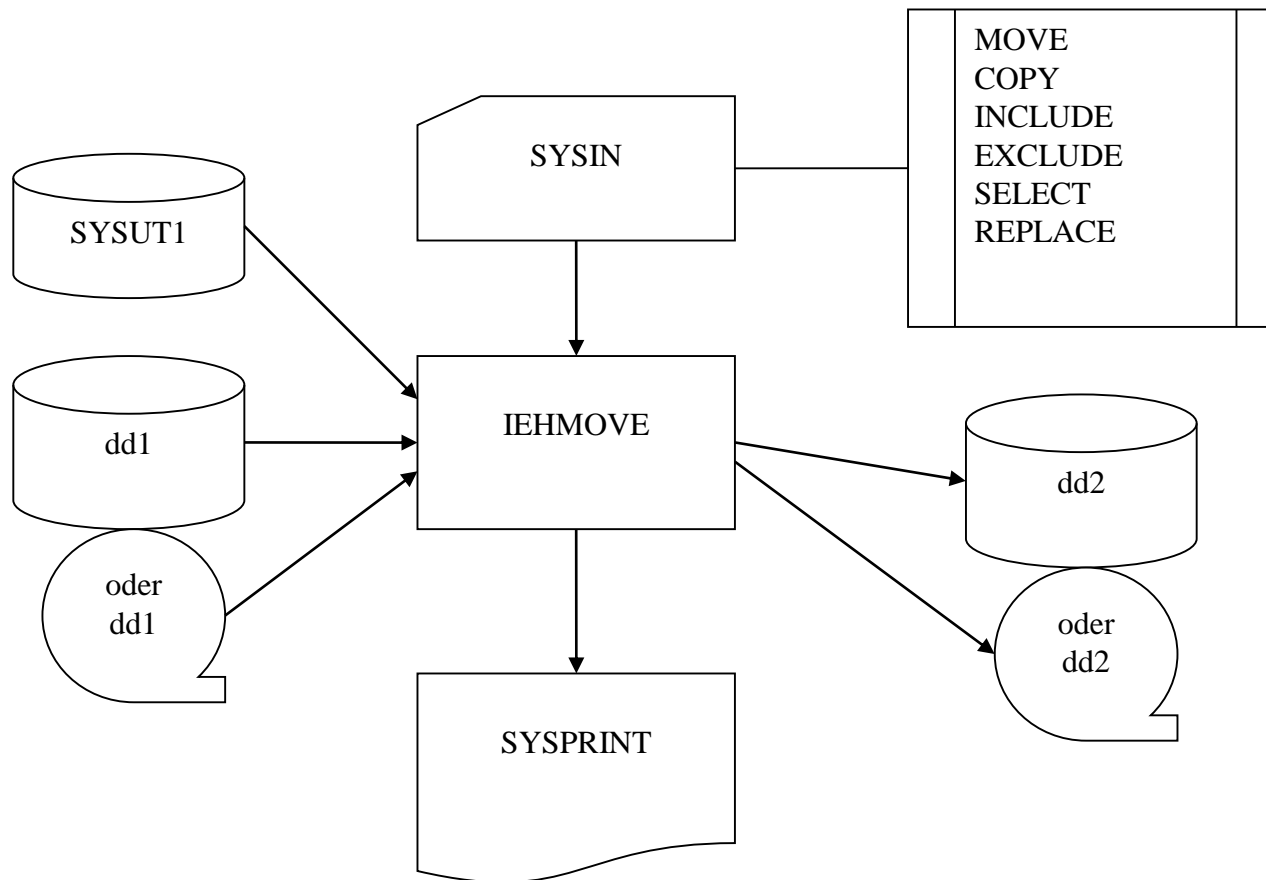 MOVE
COPY
INCLUDE
EXCLUDE
SELECT
REPLACE
SYSIN
SYSUT1
IEHMOVE
dd1
dd2
oder
dd1
oder
dd2
SYSPRINT